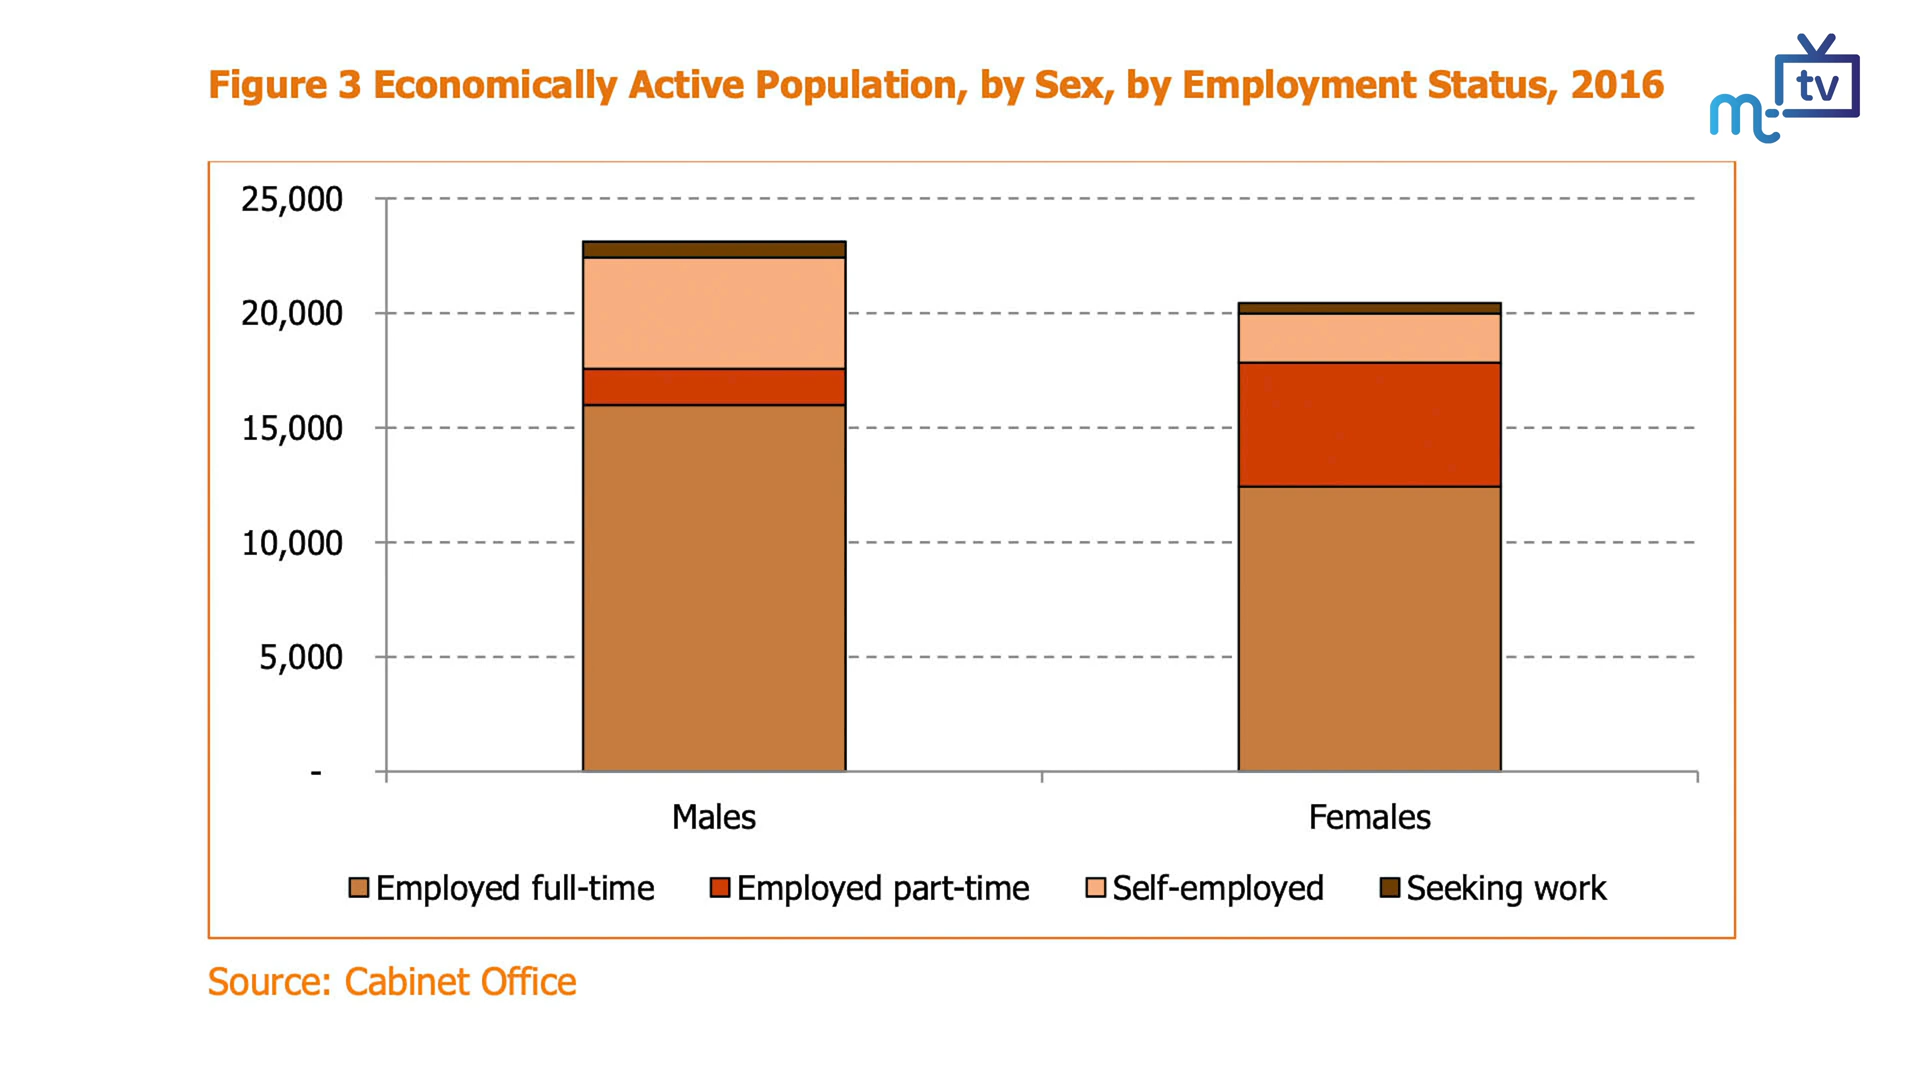 Figure 3 Economically Active Population, by Sex, by Employment Status, 2016
m
tv
25,000
20,000
15,000
10,000
5,000
-
Males Females
Employed full-time Employed part-time Self-employed Seeking work
Source: Cabinet Office